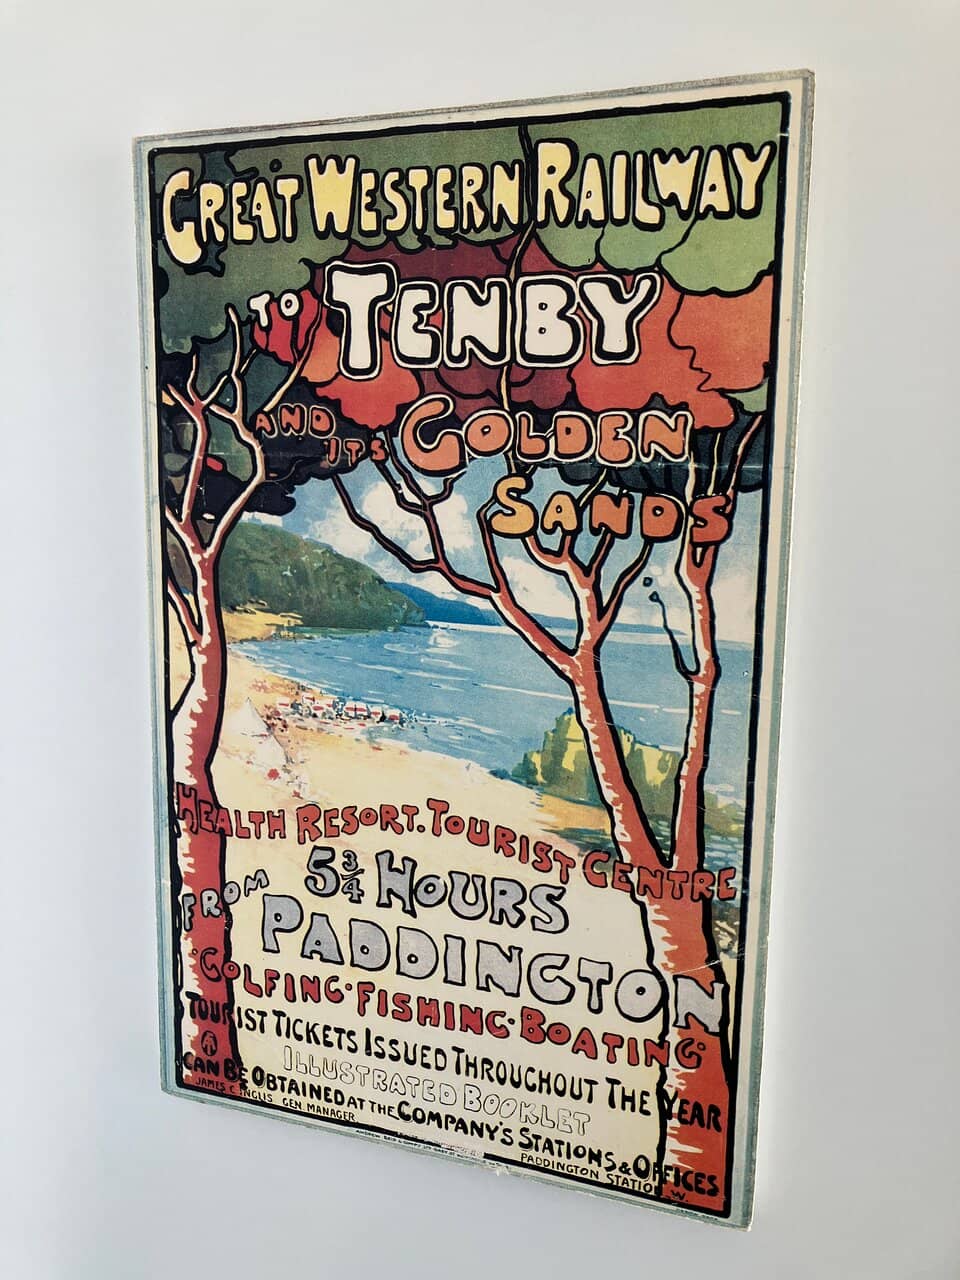 GREAT WESTERN RAILWAY
TO TENBY
AND ITS GOLDEN
SANDS
HEALTH RESORT. TOURIST CENTRE
5¾ HOURS
FROM PADDINGTON
GOLFING · FISHING · BOATING
TOURIST TICKETS ISSUED THROUGHOUT THE YEAR
ILLUSTRATED BOOKLET
CAN BE OBTAINED AT THE COMPANY'S STATIONS & OFFICES
JAMES C. INGLIS GEN. MANAGER
PADDINGTON STATION W.
ANDREW REID